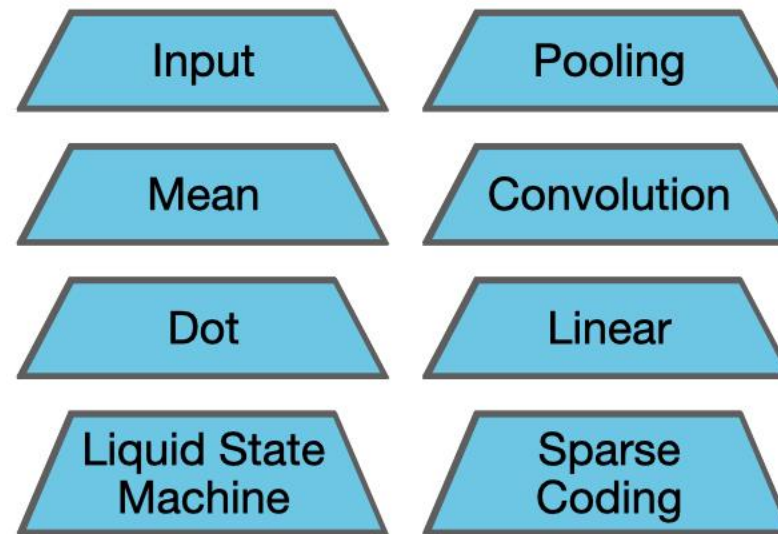 Input
Pooling
Mean
Convolution
Dot
Linear
Liquid State
Machine
Sparse
Coding